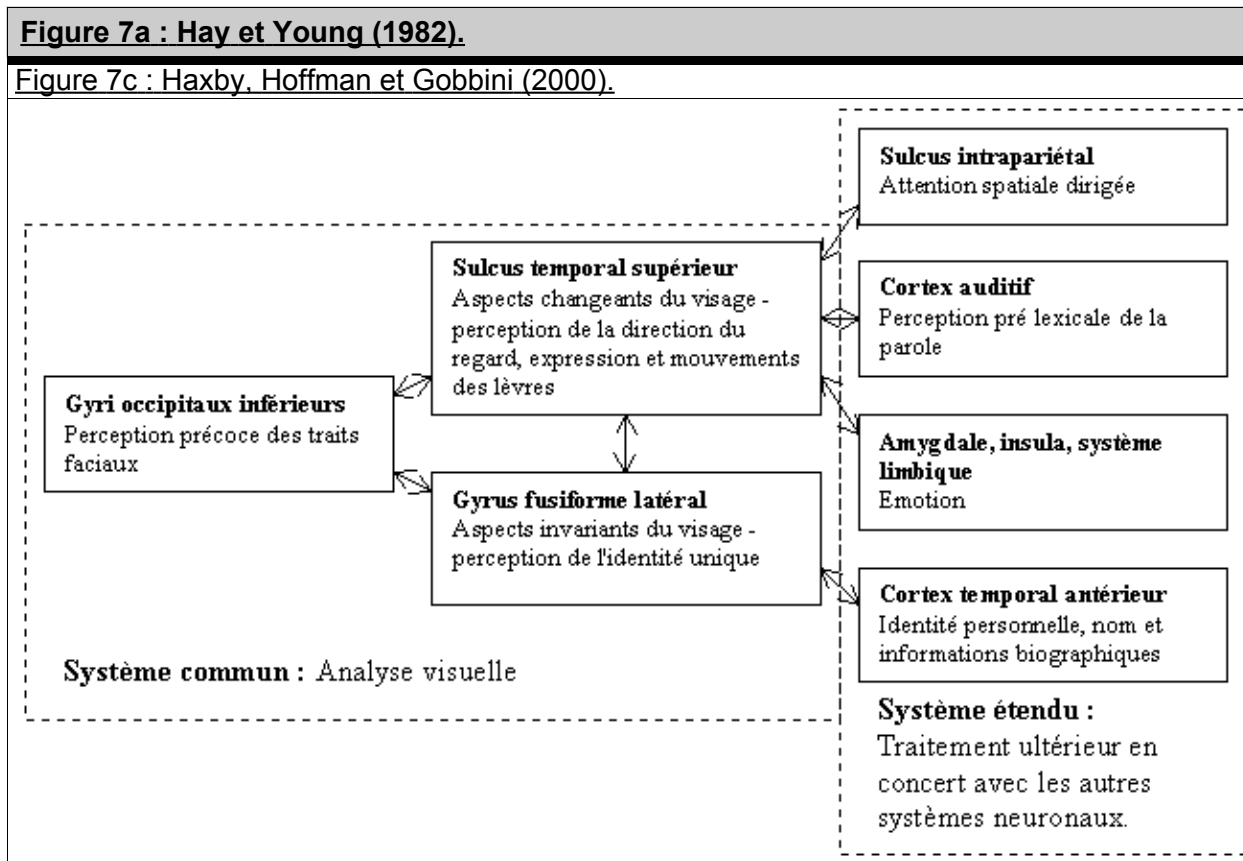 Figure 7a : Hay et Young (1982).
Figure 7c : Haxby, Hoffman et Gobbini (2000).
Gyri occipitaux inférieurs
Perception précoce des traits
faciaux
Sulcus temporal supérieur
Aspects changeants du visage -
perception de la direction du
regard, expression et mouvements
des lèvres
Gyrus fusiforme latéral
Aspects invariants du visage -
perception de l'identité unique
Système commun : Analyse visuelle
Sulcus intrapariétal
Attention spatiale dirigée
Cortex auditif
Perception pré lexicale de la
parole
Amygdale, insula, système
limbique
Emotion
Cortex temporal antérieur
Identité personnelle, nom et
informations biographiques
Système étendu :
Traitement ultérieur en
concert avec les autres
systèmes neuronaux.